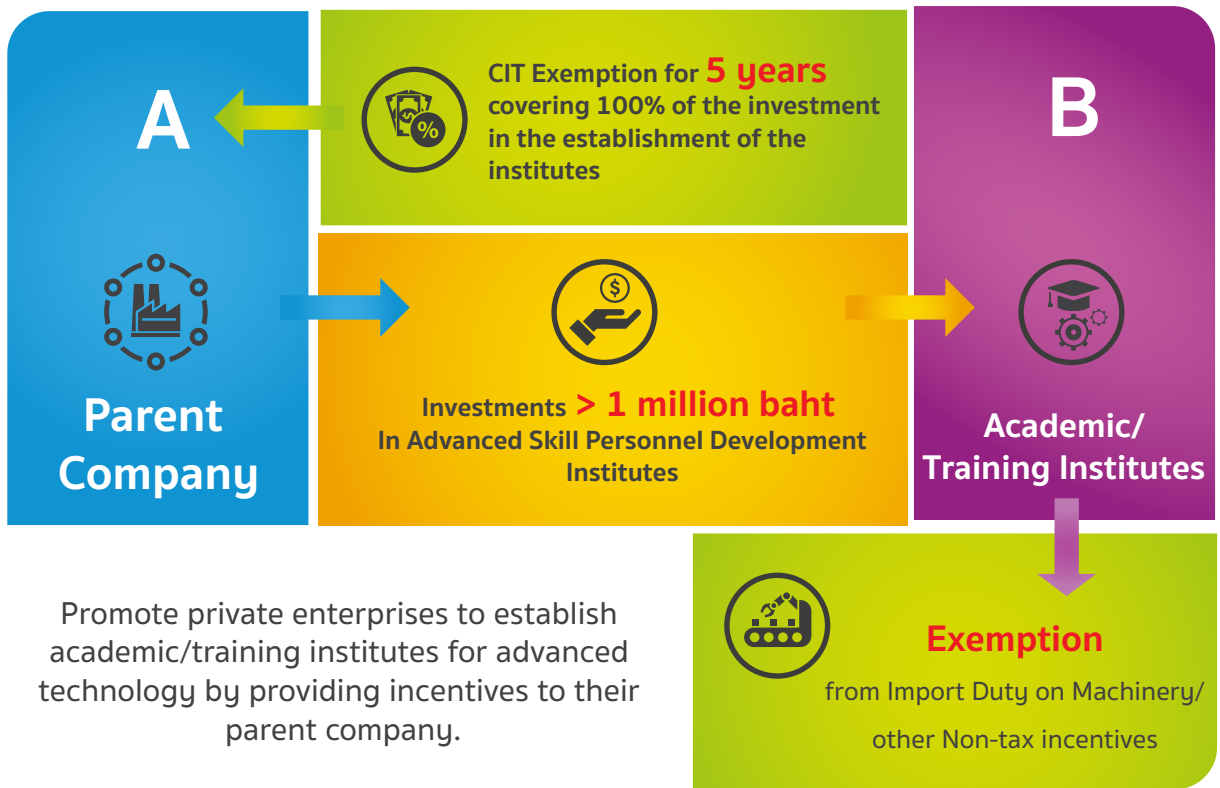 A
CIT Exemption for 5 years
covering 100% of the investment
in the establishment of the
institutes
B
%
$
Parent
Company
Investments > 1 million baht
In Advanced Skill Personnel Development
Institutes
Academic/
Training Institutes
Promote private enterprises to establish
academic/training institutes for advanced
technology by providing incentives to their
parent company.
Exemption
from Import Duty on Machinery/
other Non-tax incentives